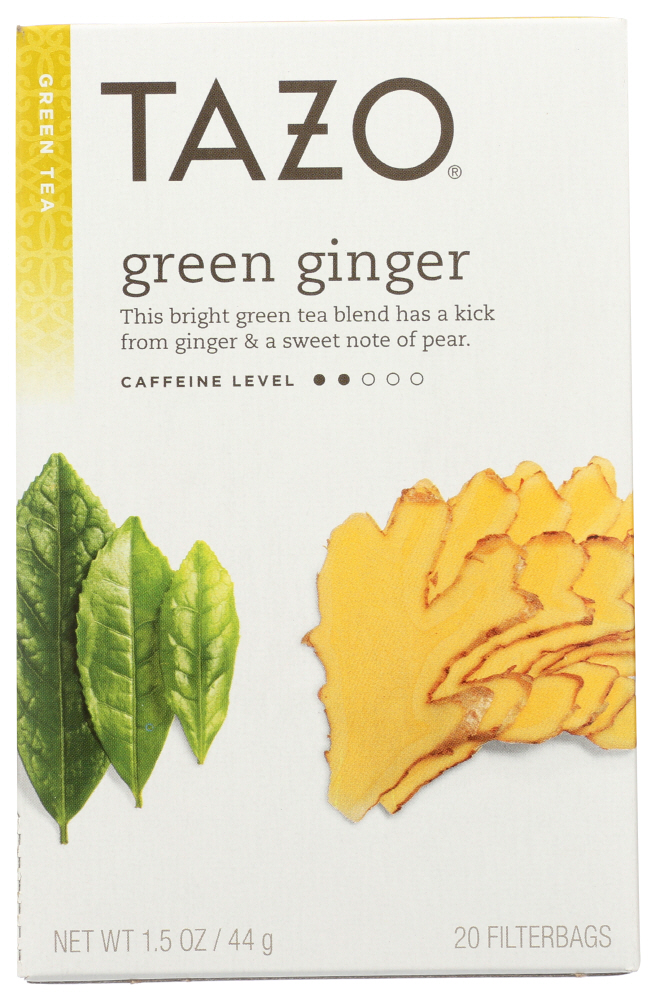 GREEN TEA
TAZO®
green ginger
This bright green tea blend has a kick
from ginger & a sweet note of pear.
CAFFEINE LEVEL
NET WT 1.5 OZ / 44 g
20 FILTERBAGS